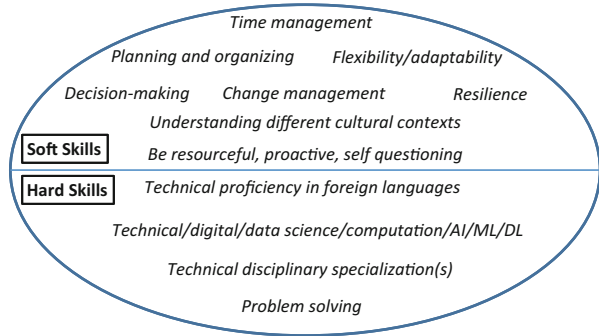 Time management
Planning and organizing Flexibility/adaptability
Decision-making Change management Resilience
Understanding different cultural contexts
Soft Skills
Be resourceful, proactive, self questioning
Hard Skills
Technical proficiency in foreign languages
Technical/digital/data science/computation/AI/ML/DL
Technical disciplinary specialization(s)
Problem solving